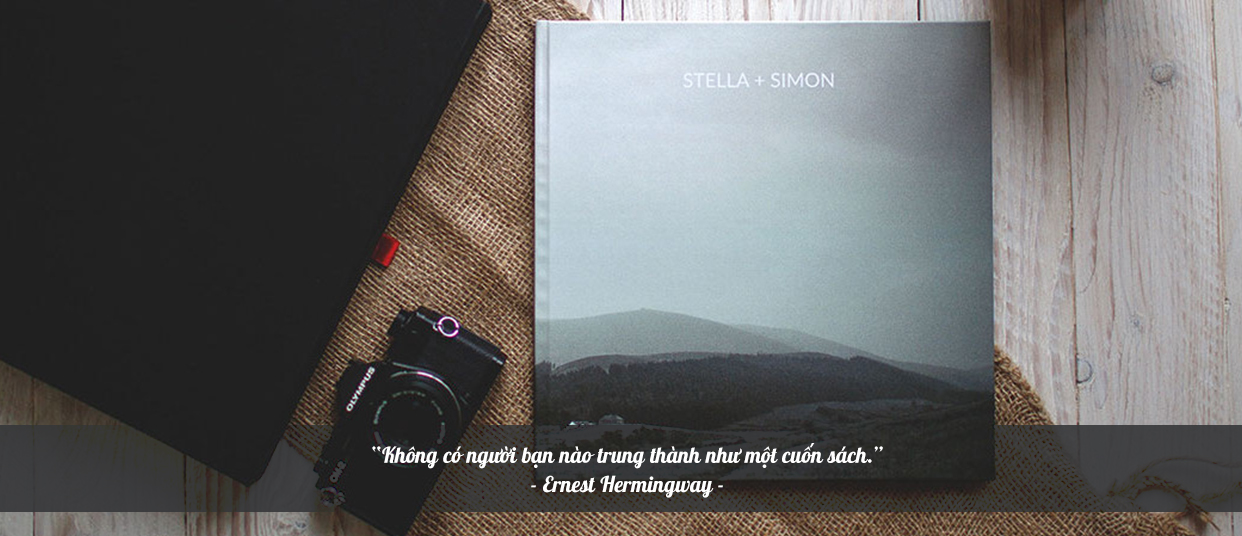 STELLA + SIMON
OLYMPUS
“Không có người bạn nào trung thành như một cuốn sách.”
- Ernest Hermingway -